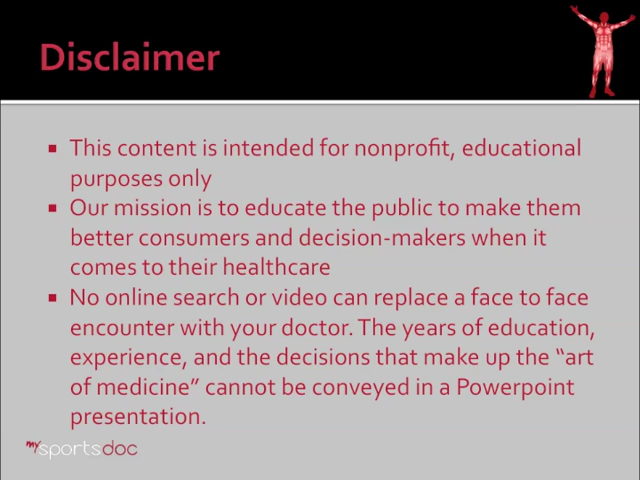 Disclaimer
This content is intended for nonprofit, educational
purposes only
Our mission is to educate the public to make them
better consumers and decision-makers when it
comes to their healthcare
No online search or video can replace a face to face
encounter with your doctor. The years of education,
experience, and the decisions that make up the “art
of medicine” cannot be conveyed in a Powerpoint
presentation.
mysportsdoc